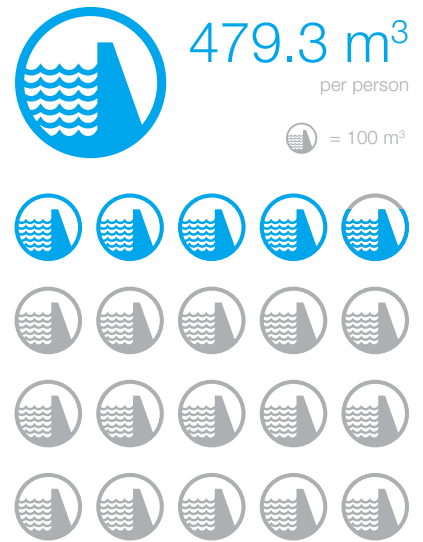 479.3 m³
per person
= 100 m³